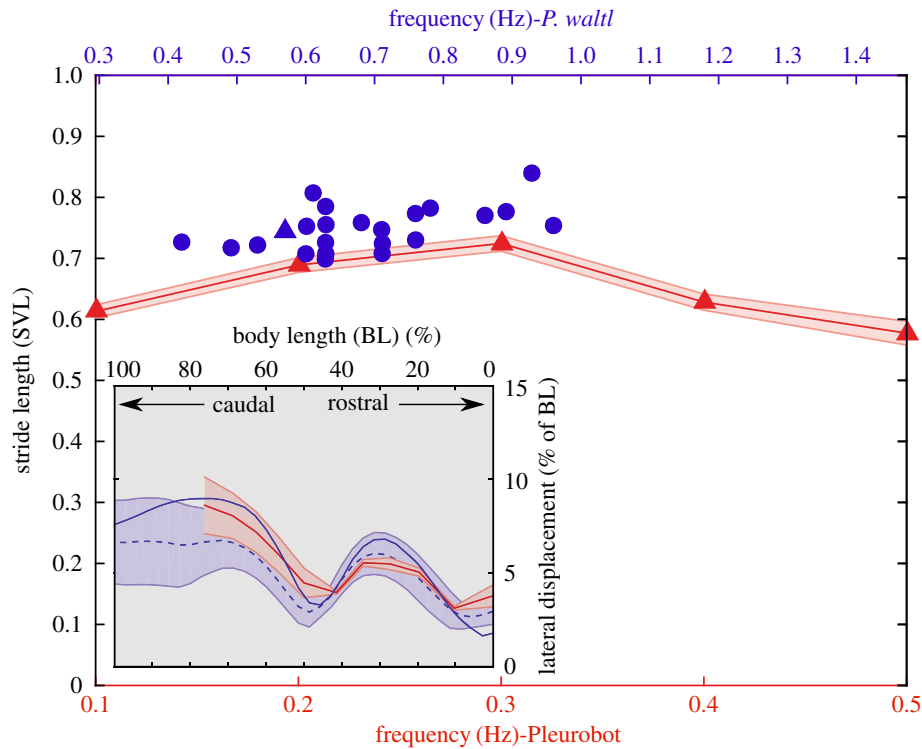 frequency (Hz)-P. waltl
0.3 0.4 0.5 0.6 0.7 0.8 0.9 1.0 1.1 1.2 1.3 1.4
1.0
0.9
0.8
0.7
0.6
0.5
0.4
0.3
0.2
0.1
0
stride length (SVL)
body length (BL) (%)
100 80 60 40 20 0
caudal rostral
15
10
5
0
lateral displacement (% of BL)
0.1 0.2 0.3 0.4 0.5
frequency (Hz)-Pleurobot